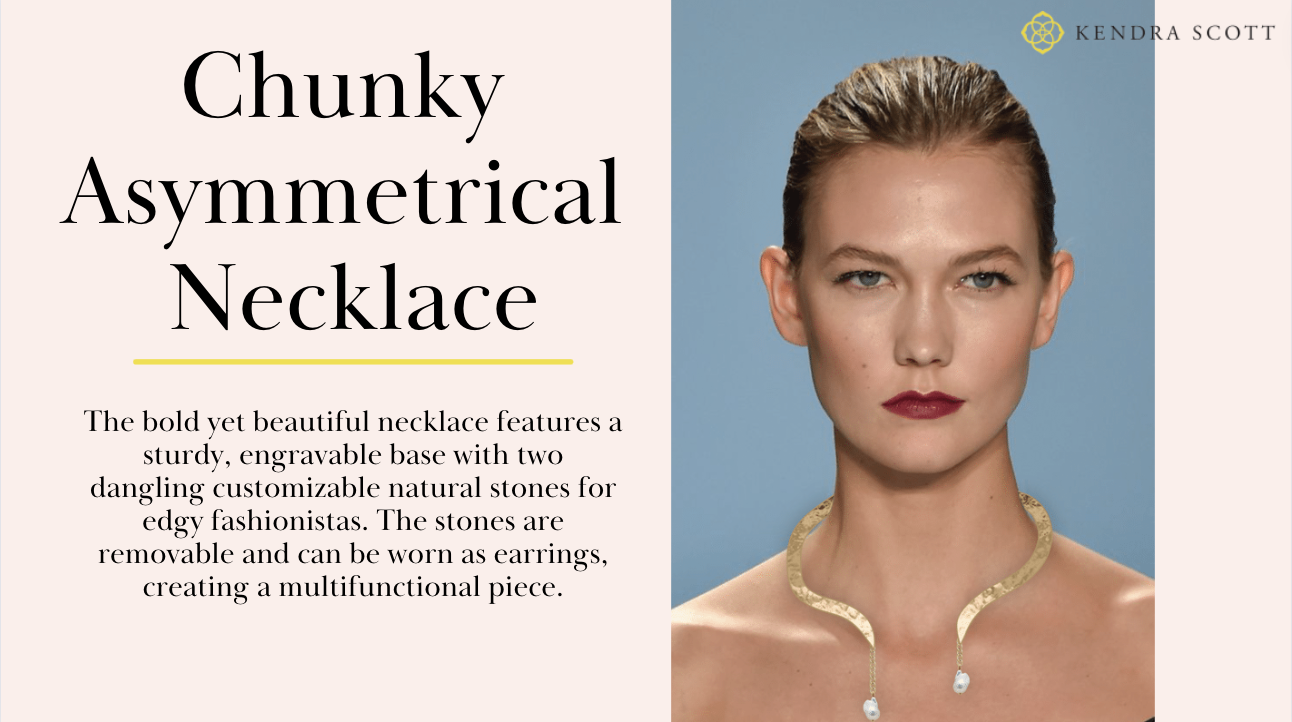 KENDRA SCOTT
Chunky
Asymmetrical
Necklace
The bold yet beautiful necklace features a
sturdy, engravable base with two
dangling customizable natural stones for
edgy fashionistas. The stones are
removable and can be worn as earrings,
creating a multifunctional piece.